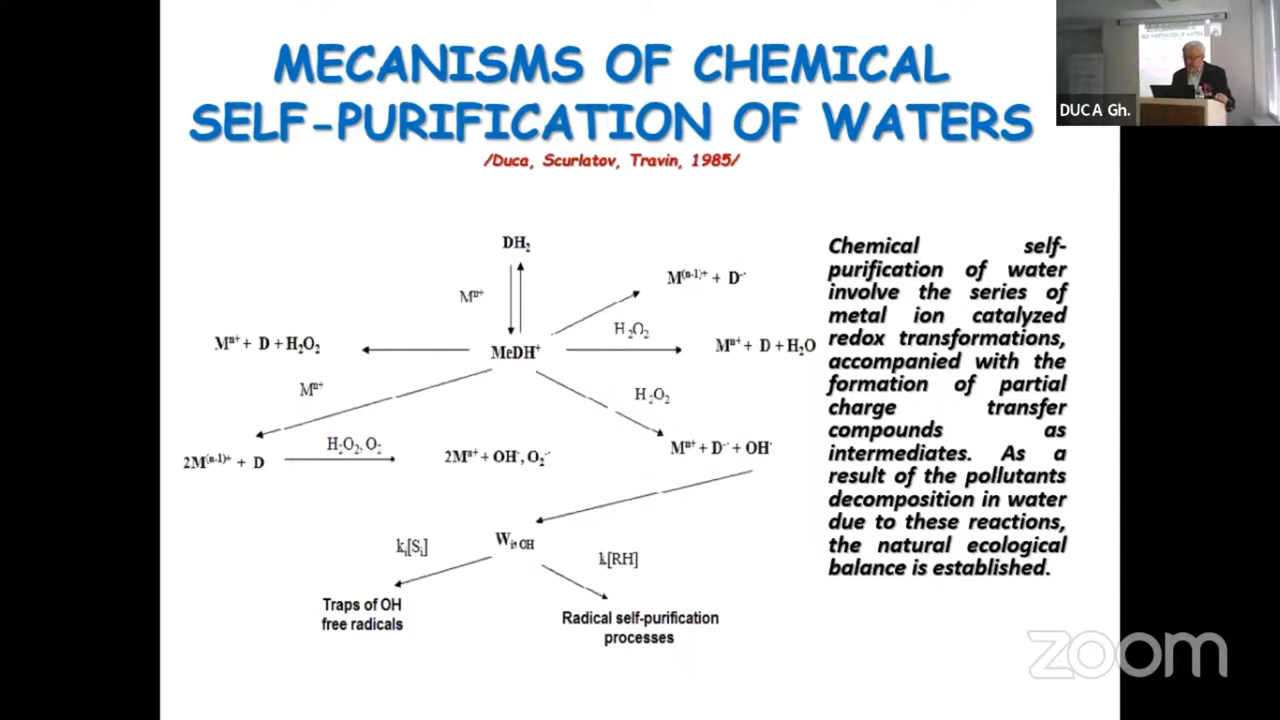 MECANISMS OF CHEMICAL
SELF-PURIFICATION OF WATERS
/Duca, Scurlatov, Travin, 1985/
DUCA Gh.
DH₂
Mⁿ⁺
M⁽ⁿ⁻¹⁾⁺ + D⁻·
H₂O₂
Mⁿ⁺ + D + H₂O₂
MeDH⁺
Mⁿ⁺ + D + H₂O
Mⁿ⁺
H₂O₂
2M⁽ⁿ⁻¹⁾⁺ + D
H₂O₂, O₂
2Mⁿ⁺ + OH·, O₂⁻·
Mⁿ⁺ + D⁻· + OH·
kᵢ[Sᵢ]
Wᵢ, OH
k[RH]
Traps of OH
free radicals
Radical self-purification
processes
Chemical self-
purification of water
involve the series of
metal ion catalyzed
redox transformations,
accompanied with the
formation of partial
charge transfer
compounds as
intermediates. As a
result of the pollutants
decomposition in water
due to these reactions,
the natural ecological
balance is established.
zoom